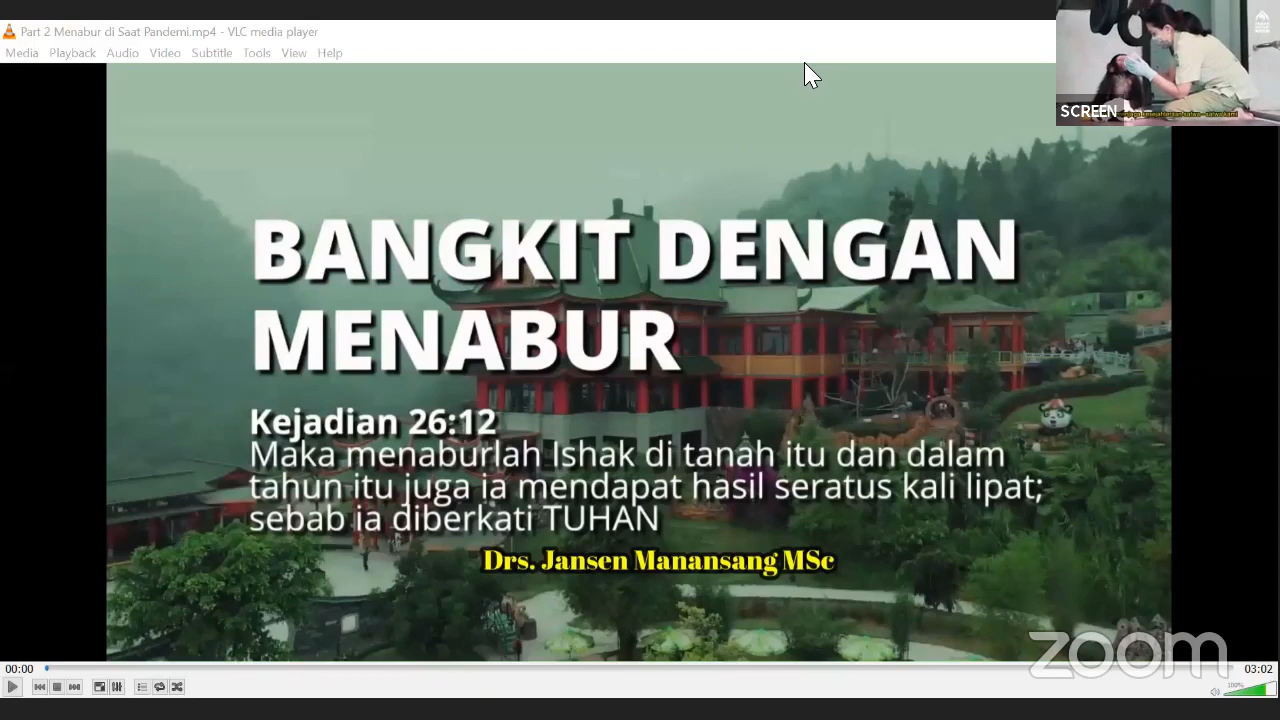 Part 2 Menabur di Saat Pandemi.mp4 - VLC media player
Media Playback Audio Video Subtitle Tools View Help
SCREEN
BANGKIT DENGAN
MENABUR
Kejadian 26:12
Maka menaburlah Ishak di tanah itu dan dalam
tahun itu juga ia mendapat hasil seratus kali lipat;
sebab ia diberkati TUHAN
Drs. Jansen Manansang MSc
zoom
00:00
03:02
100%